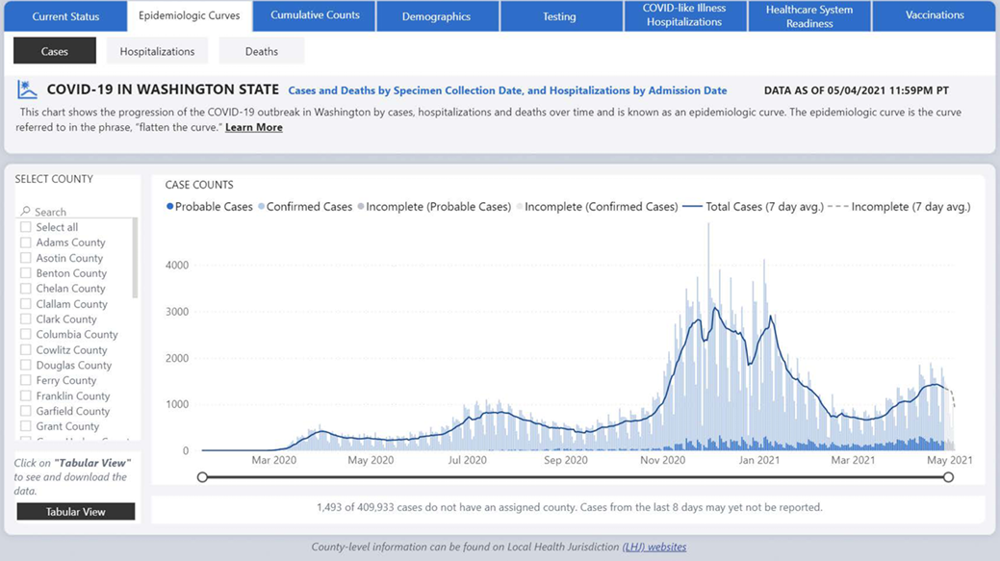 Current Status
Epidemiologic Curves
Cumulative Counts
Demographics
Testing
COVID-like Illness
Hospitalizations
Healthcare System
Readiness
Vaccinations
Cases
Hospitalizations
Deaths
COVID-19 IN WASHINGTON STATE Cases and Deaths by Specimen Collection Date, and Hospitalizations by Admission Date DATA AS OF 05/04/2021 11:59PM PT
This chart shows the progression of the COVID-19 outbreak in Washington by cases, hospitalizations and deaths over time and is known as an epidemiologic curve. The epidemiologic curve is the curve
referred to in the phrase, "flatten the curve." Learn More
SELECT COUNTY
Search
Select all
Adams County
Asotin County
Benton County
Chelan County
Clallam County
Clark County
Columbia County
Cowlitz County
Douglas County
Ferry County
Franklin County
Garfield County
Grant County
Click on "Tabular View"
to see and download the
data.
Tabular View
CASE COUNTS
Probable Cases Confirmed Cases Incomplete (Probable Cases) Incomplete (Confirmed Cases) Total Cases (7 day avg.) Incomplete (7 day avg.)
4000
3000
2000
1000
0
Mar 2020 May 2020 Jul 2020 Sep 2020 Nov 2020 Jan 2021 Mar 2021 May 2021
1,493 of 409,933 cases do not have an assigned county. Cases from the last 8 days may yet not be reported.
County-level information can be found on Local Health Jurisdiction (LHJ) websites